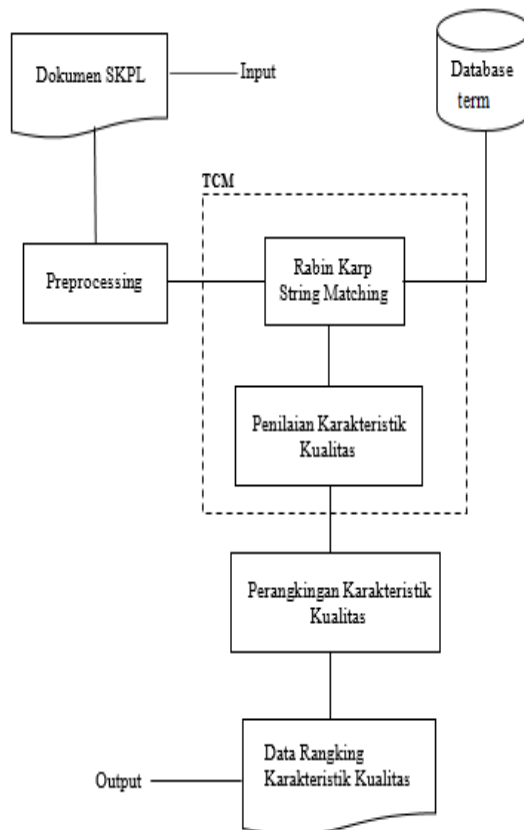 Dokumen SKPL
Input
Database
term
TCM
Preprocessing
Rabin Karp
String Matching
Penilaian Karakteristik
Kualitas
Perangkingan Karakteristik
Kualitas
Data Rangking
Karakteristik Kualitas
Output